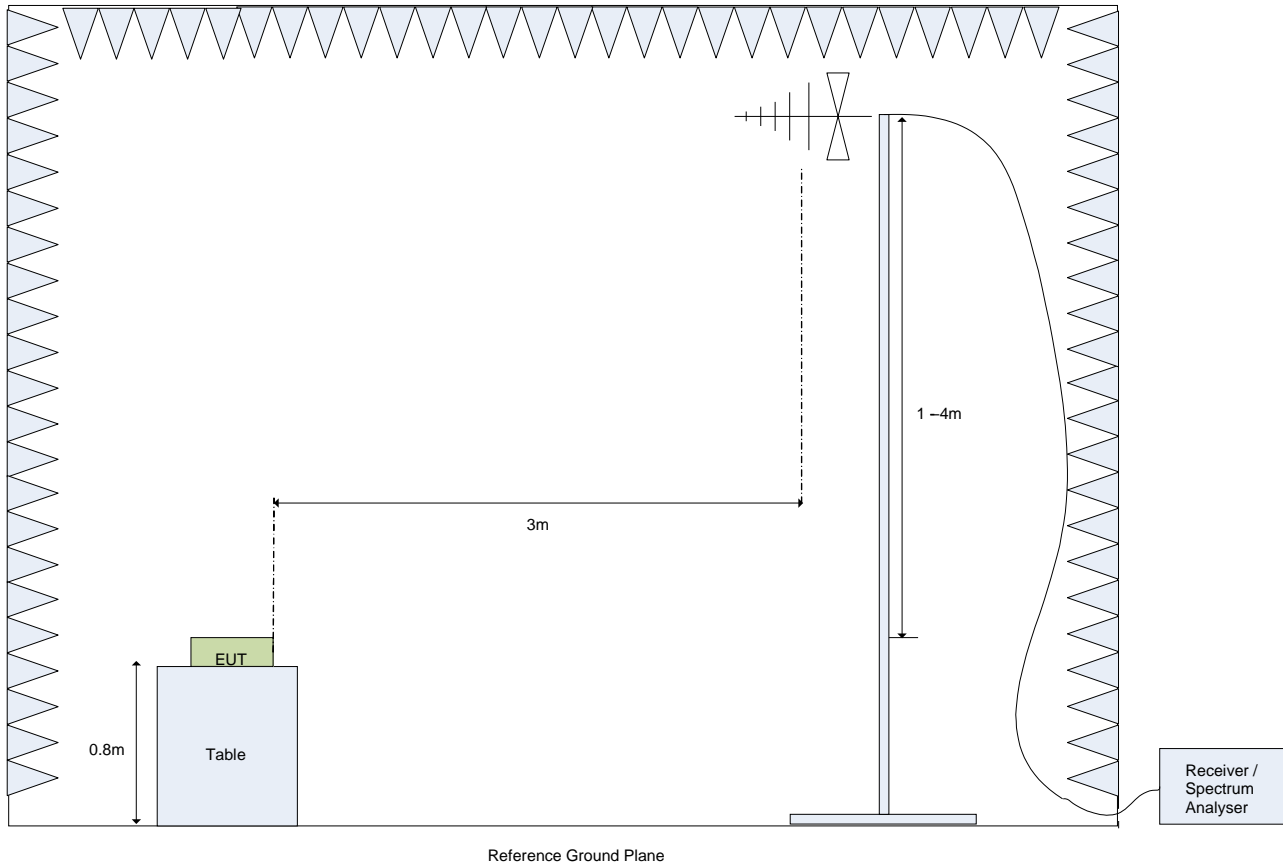 1 –4m
3m
EUT
0.8m
Table
Receiver /
Spectrum
Analyser
Reference Ground Plane